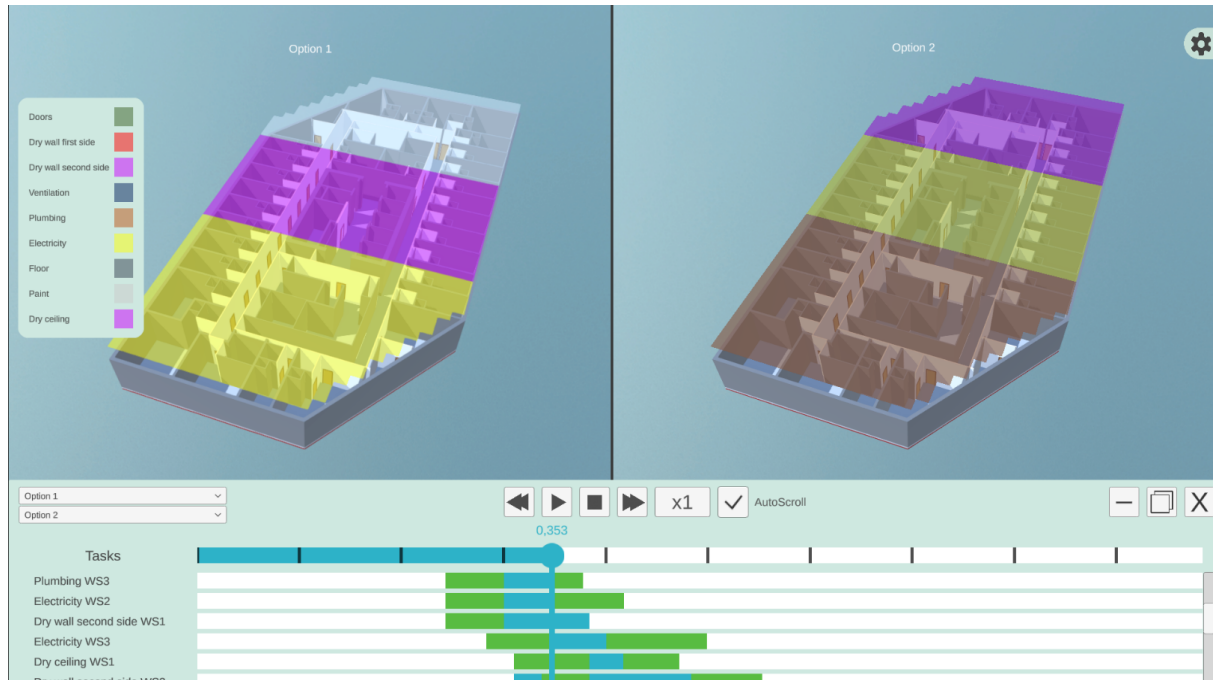 Option 1
Option 2
Doors
Dry wall first side
Dry wall second side
Ventilation
Plumbing
Electricity
Floor
Paint
Dry ceiling
Option 1
Option 2
x1
AutoScroll
0,353
Tasks
Plumbing WS3
Electricity WS2
Dry wall second side WS1
Electricity WS3
Dry ceiling WS1